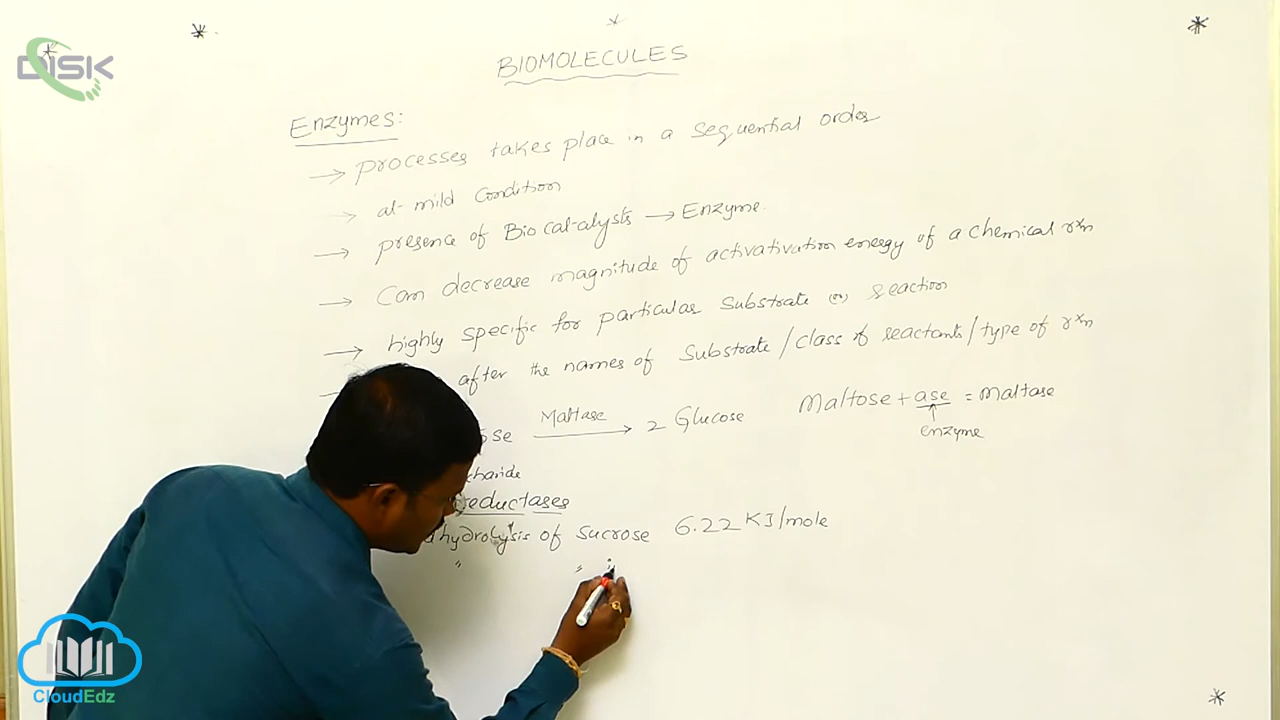 DISK
BIOMOLECULES
Enzymes:
→ processes takes place in a sequential order
→ at mild Condition
→ presence of Bio catalysts → Enzyme.
→ Can decrease magnitude of activativation energy of a chemical rxn
→ highly specific for particular substrate (or) reaction
after the names of substrate / class of reactants / type of rxn
Maltase → 2 Glucose Maltose + ase = Maltase
enzyme
hydrolysis of sucrose 6.22 KJ/mole
" "
CloudEdz